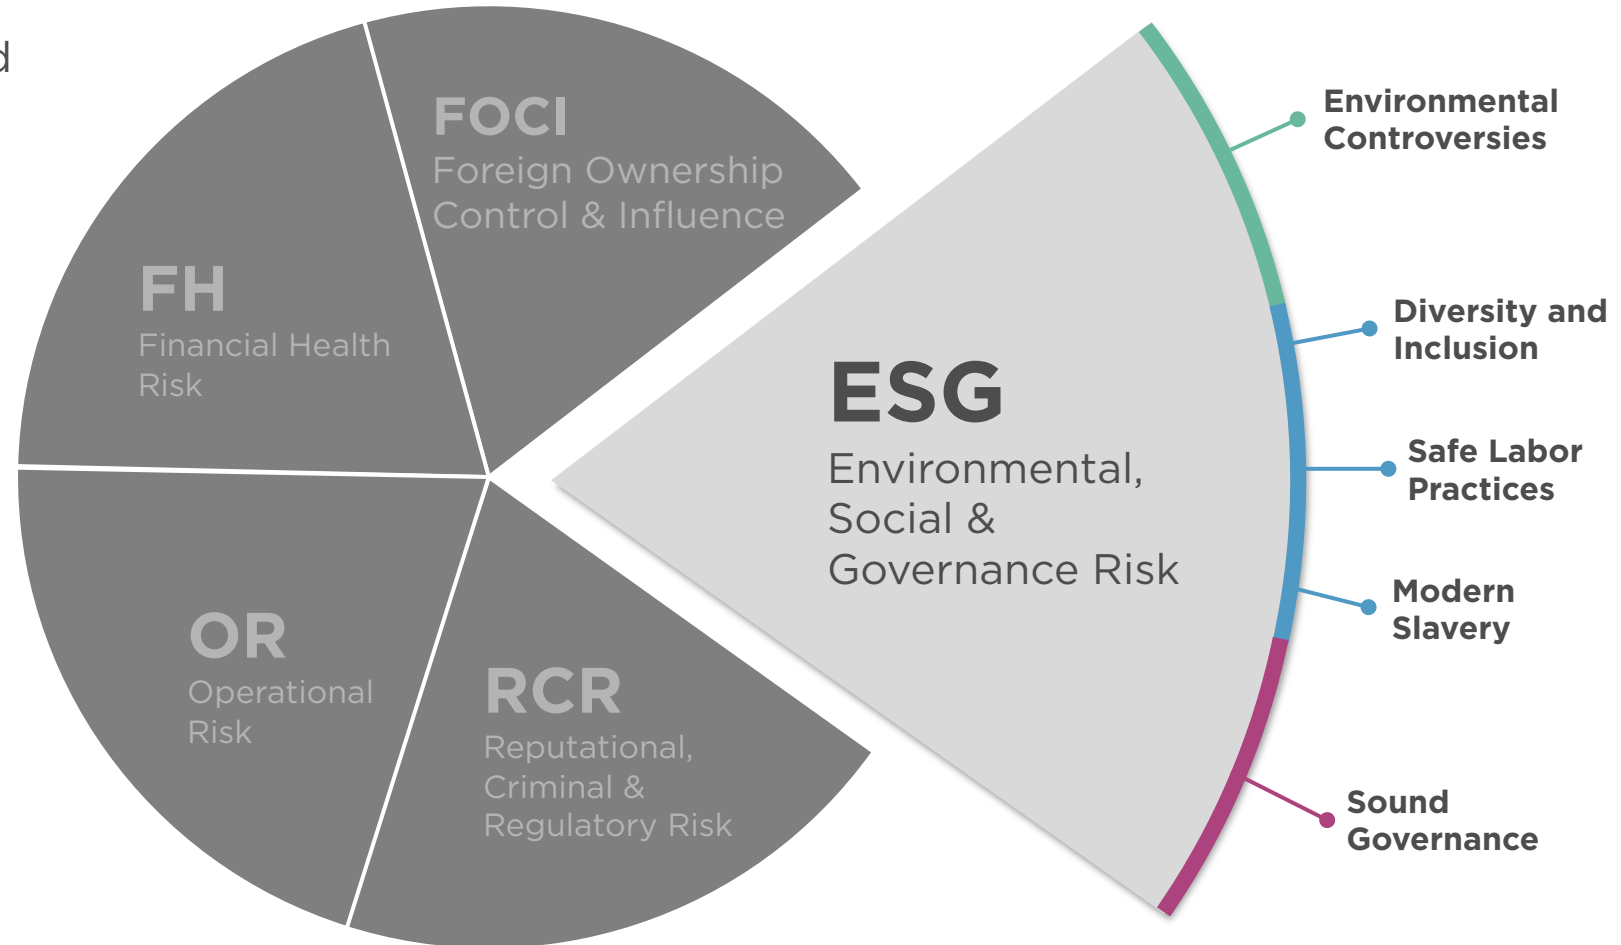 FOCI
Foreign Ownership
Control & Influence
FH
Financial Health
Risk
OR
Operational
Risk
RCR
Reputational,
Criminal &
Regulatory Risk
ESG
Environmental,
Social &
Governance Risk
Environmental
Controversies
Diversity and
Inclusion
Safe Labor
Practices
Modern
Slavery
Sound
Governance